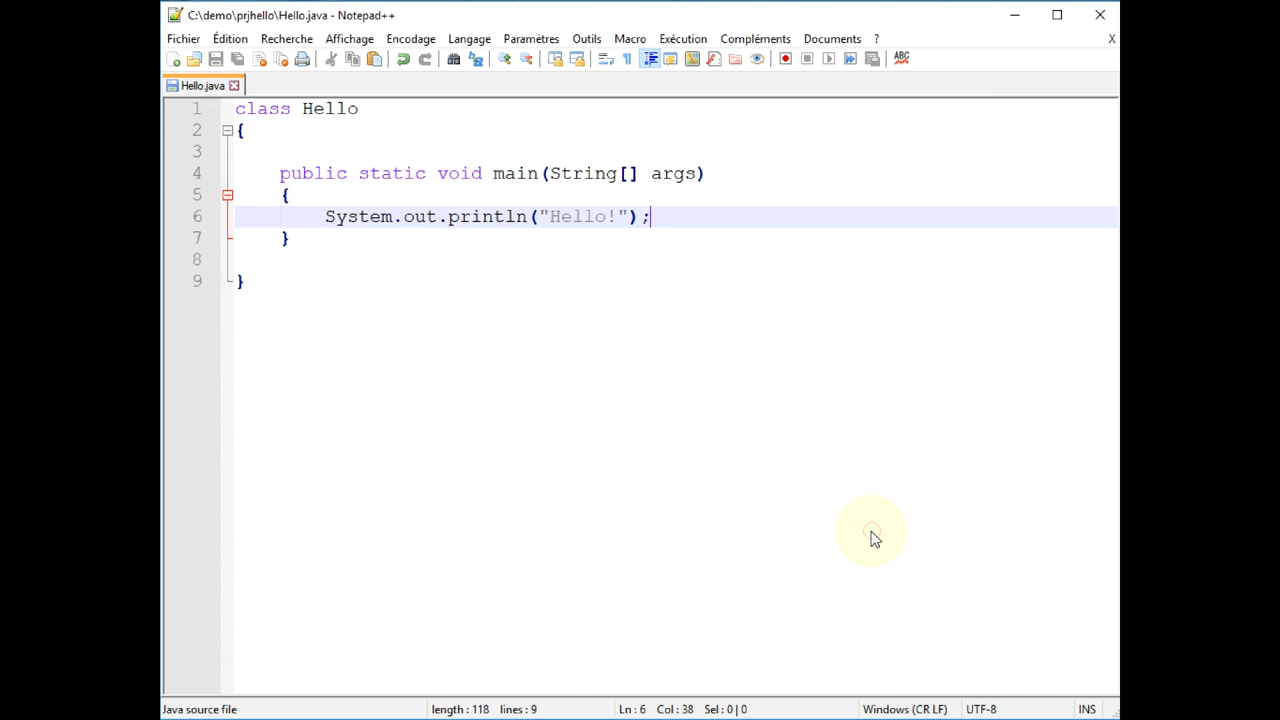 C:\demo\prjhello\Hello.java - Notepad++
Fichier Édition Recherche Affichage Encodage Langage Paramètres Outils Macro Exécution Compléments Documents ? X
ABC
Hello.java
1 class Hello
2 {
3
4 public static void main(String[] args)
5 {
6 System.out.println("Hello!");
7 }
8
9 }
Java source file length : 118 lines : 9 Ln : 6 Col : 38 Sel : 0 | 0 Windows (CR LF) UTF-8 INS